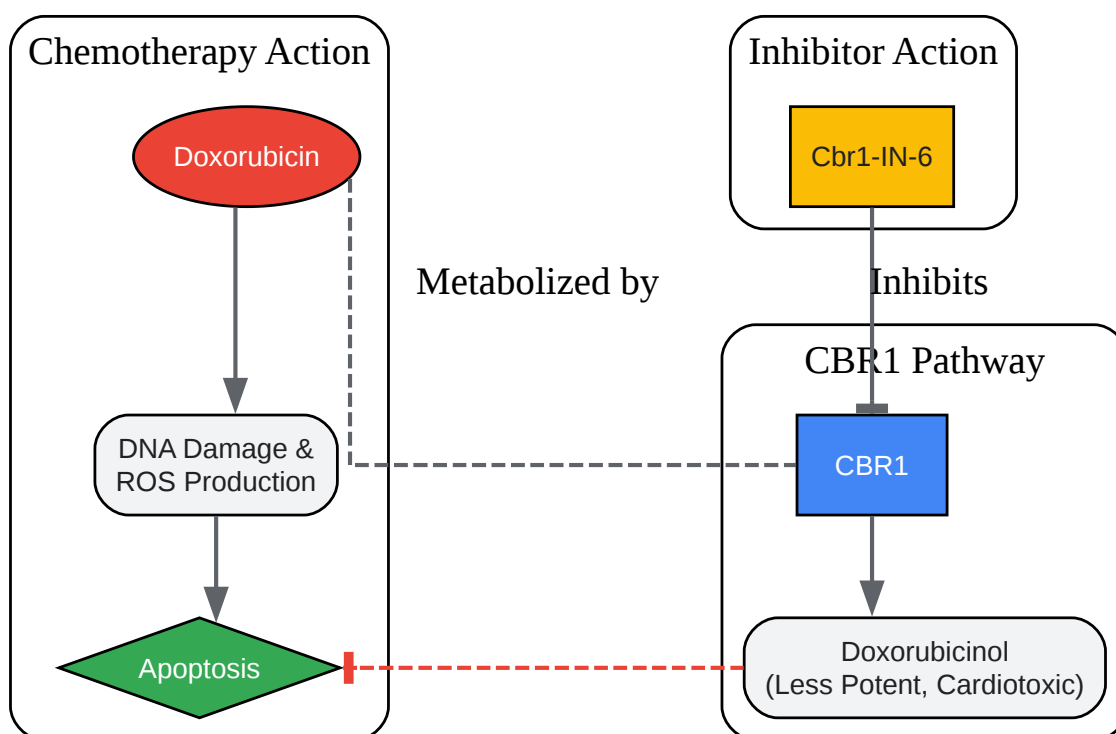 Chemotherapy Action
Inhibitor Action
Doxorubicin
Cbr1-IN-6
Metabolized by
Inhibits
CBR1 Pathway
DNA Damage &
ROS Production
CBR1
Apoptosis
Doxorubicinol
(Less Potent, Cardiotoxic)